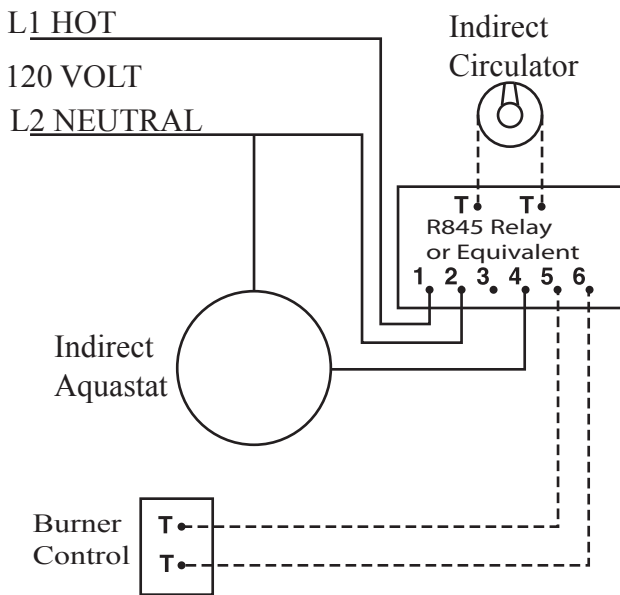 L1 HOT
120 VOLT
L2 NEUTRAL
Indirect
Circulator
T T
R845 Relay
or Equivalent
1 2 3 4 5 6
Indirect
Aquastat
Burner
Control
T
T